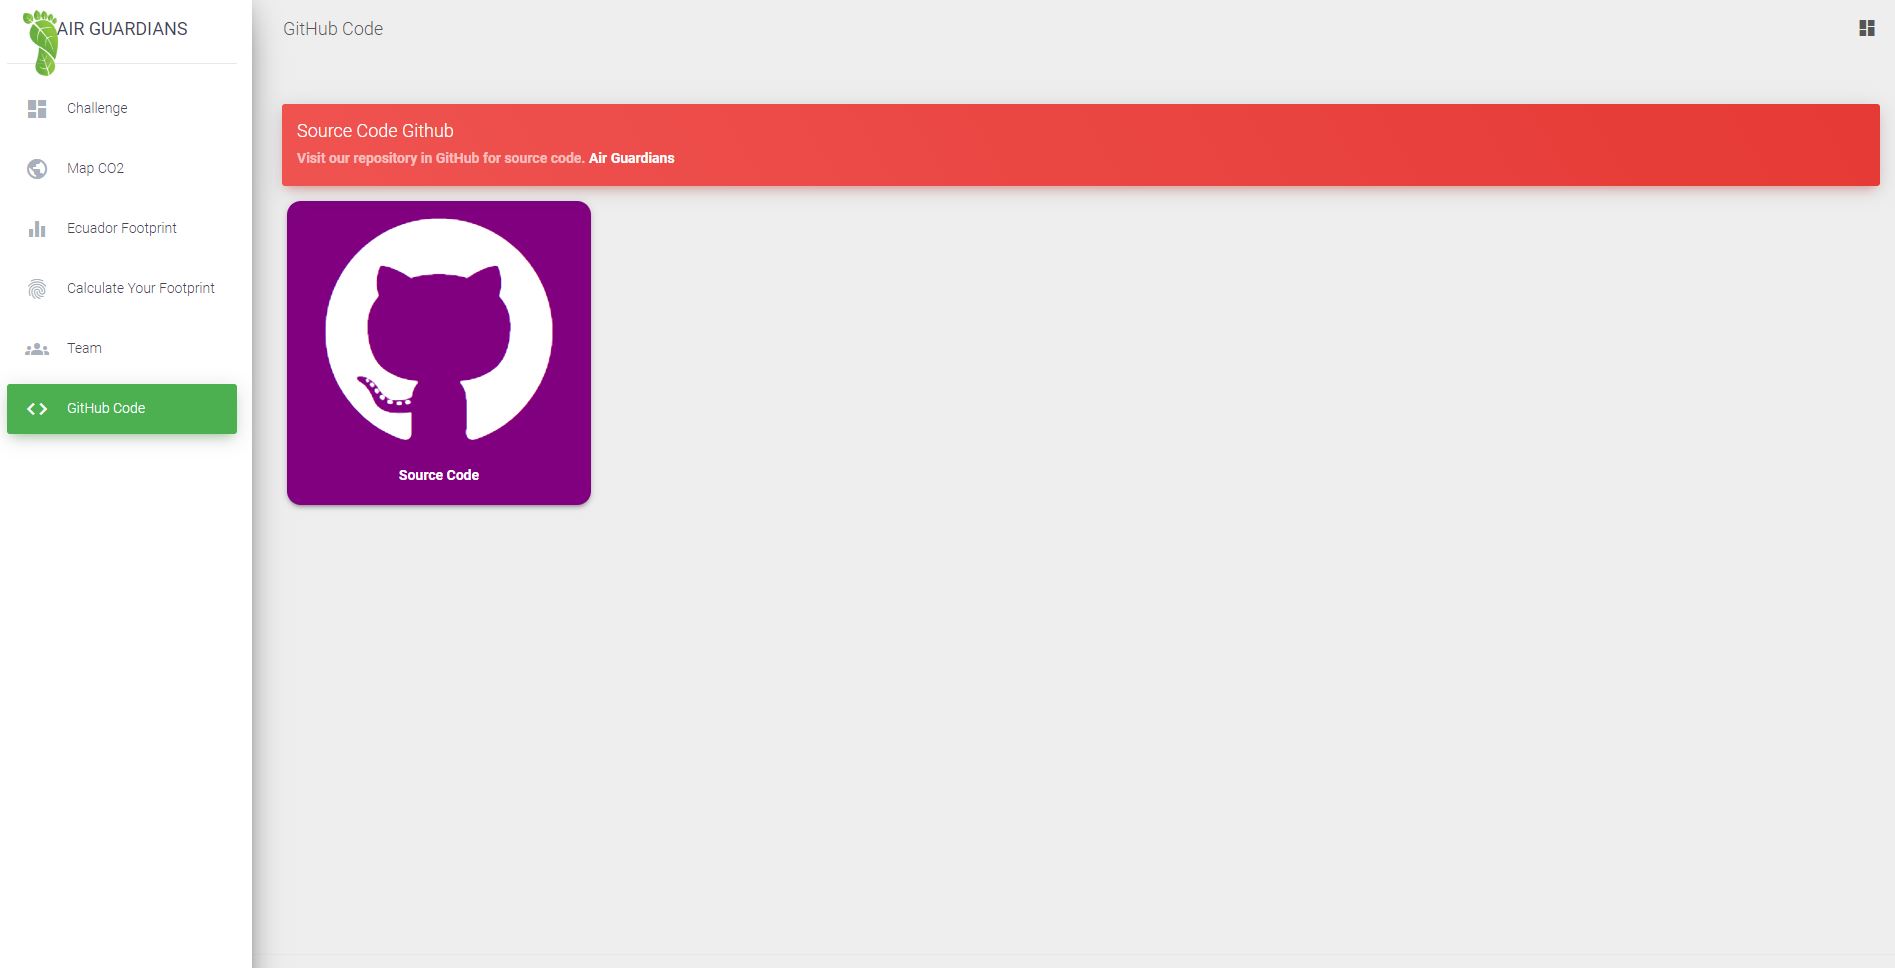 AIR GUARDIANS
Challenge
Map CO2
Ecuador Footprint
Calculate Your Footprint
Team
GitHub Code
GitHub Code
Source Code Github
Visit our repository in GitHub for source code. Air Guardians
Source Code